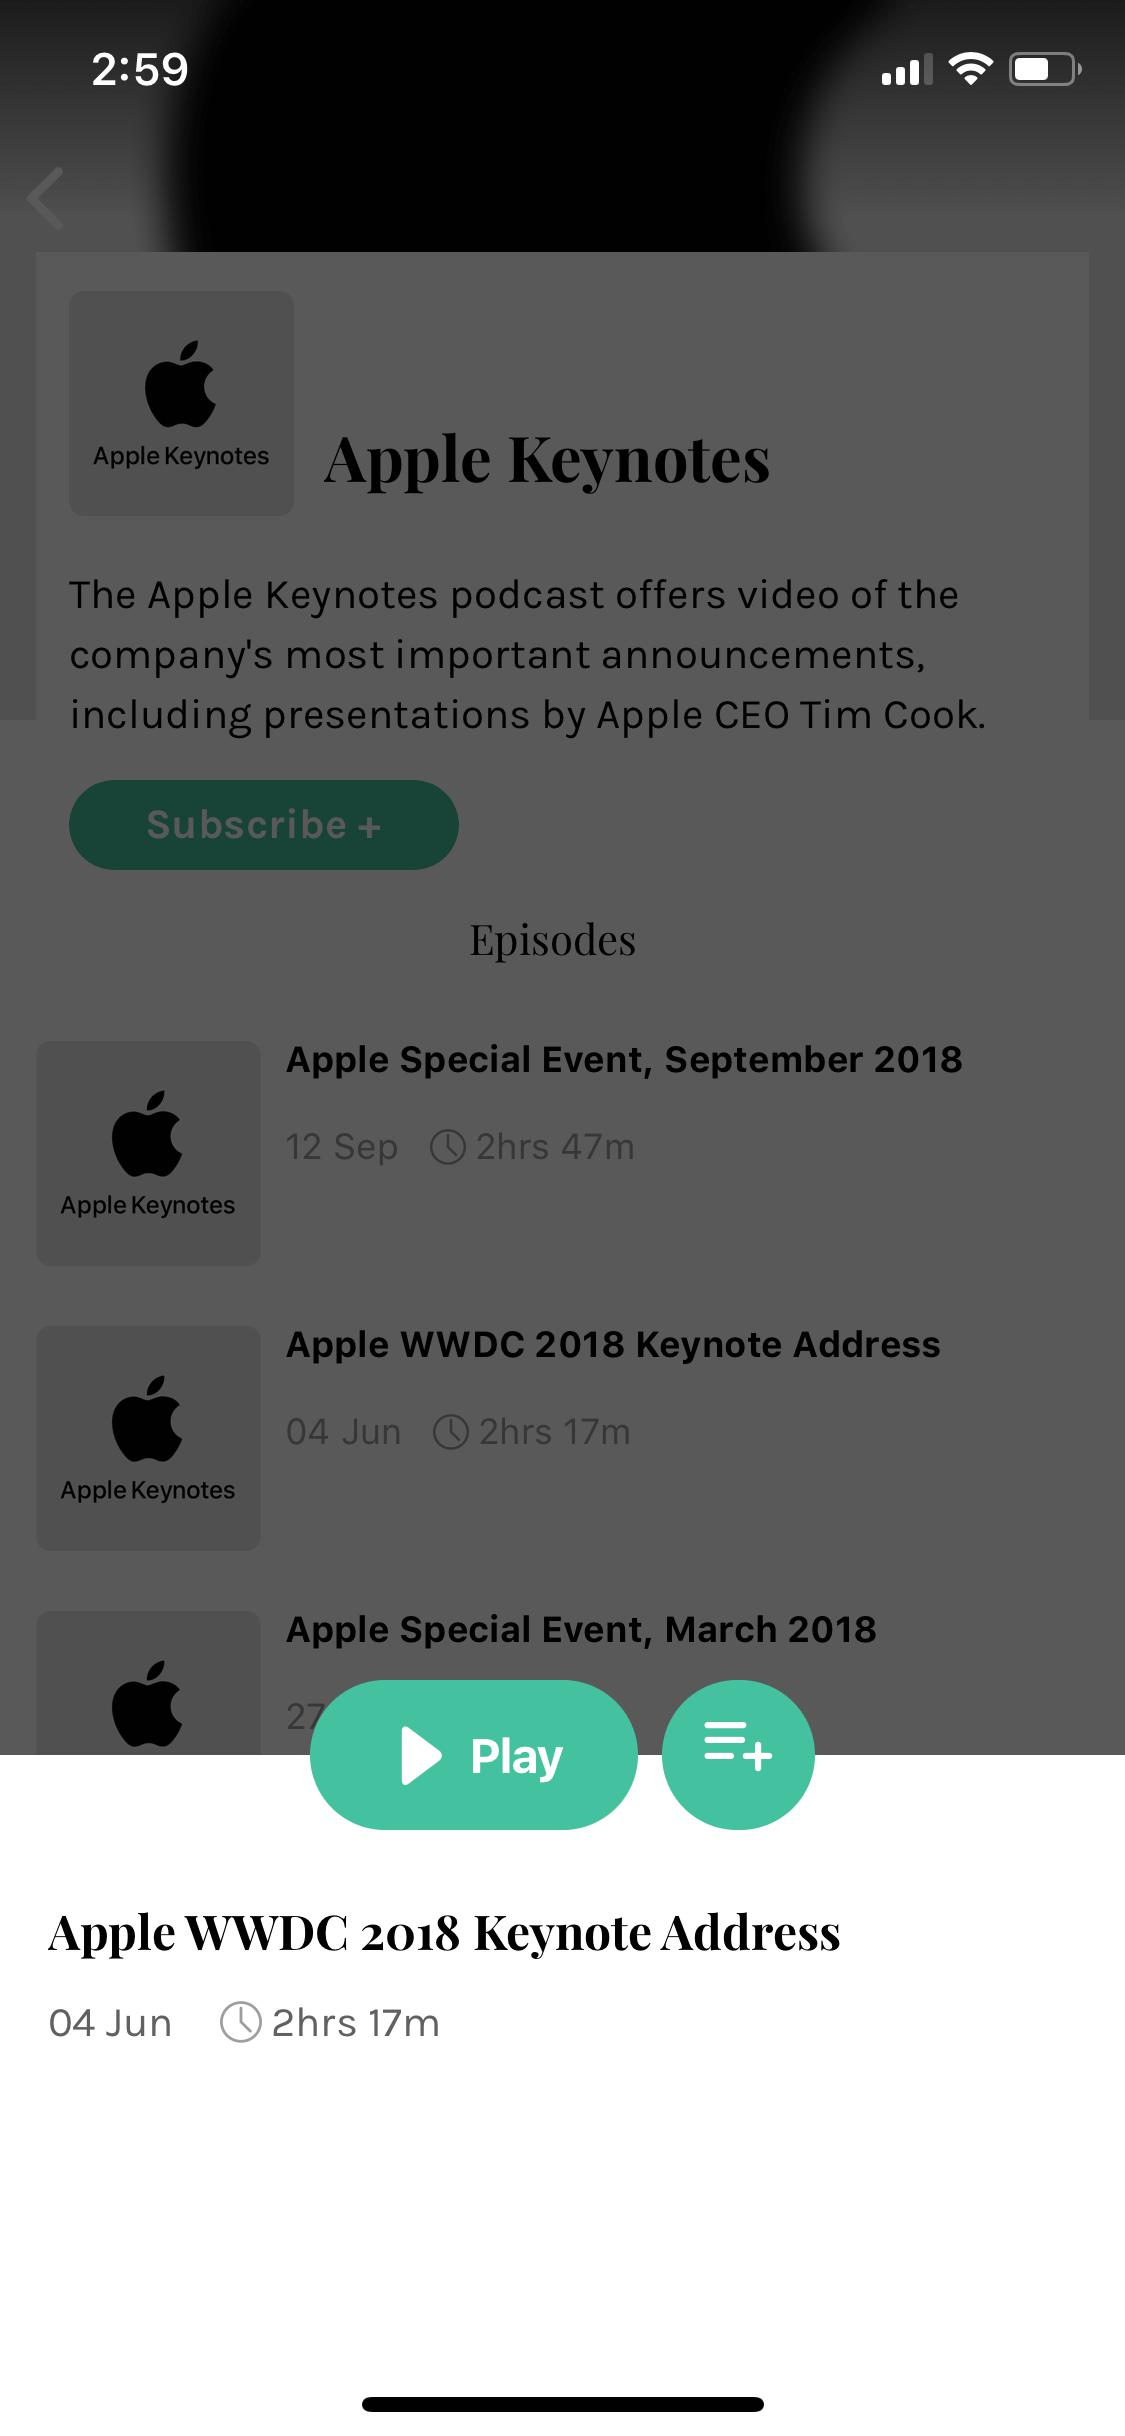 2:59
Apple Keynotes
Apple Keynotes
The Apple Keynotes podcast offers video of the
company's most important announcements,
including presentations by Apple CEO Tim Cook.
Subscribe +
Episodes
Apple Special Event, September 2018
12 Sep 2hrs 47m
Apple Keynotes
Apple WWDC 2018 Keynote Address
04 Jun 2hrs 17m
Apple Keynotes
Apple Special Event, March 2018
27
Play
Apple WWDC 2018 Keynote Address
04 Jun 2hrs 17m